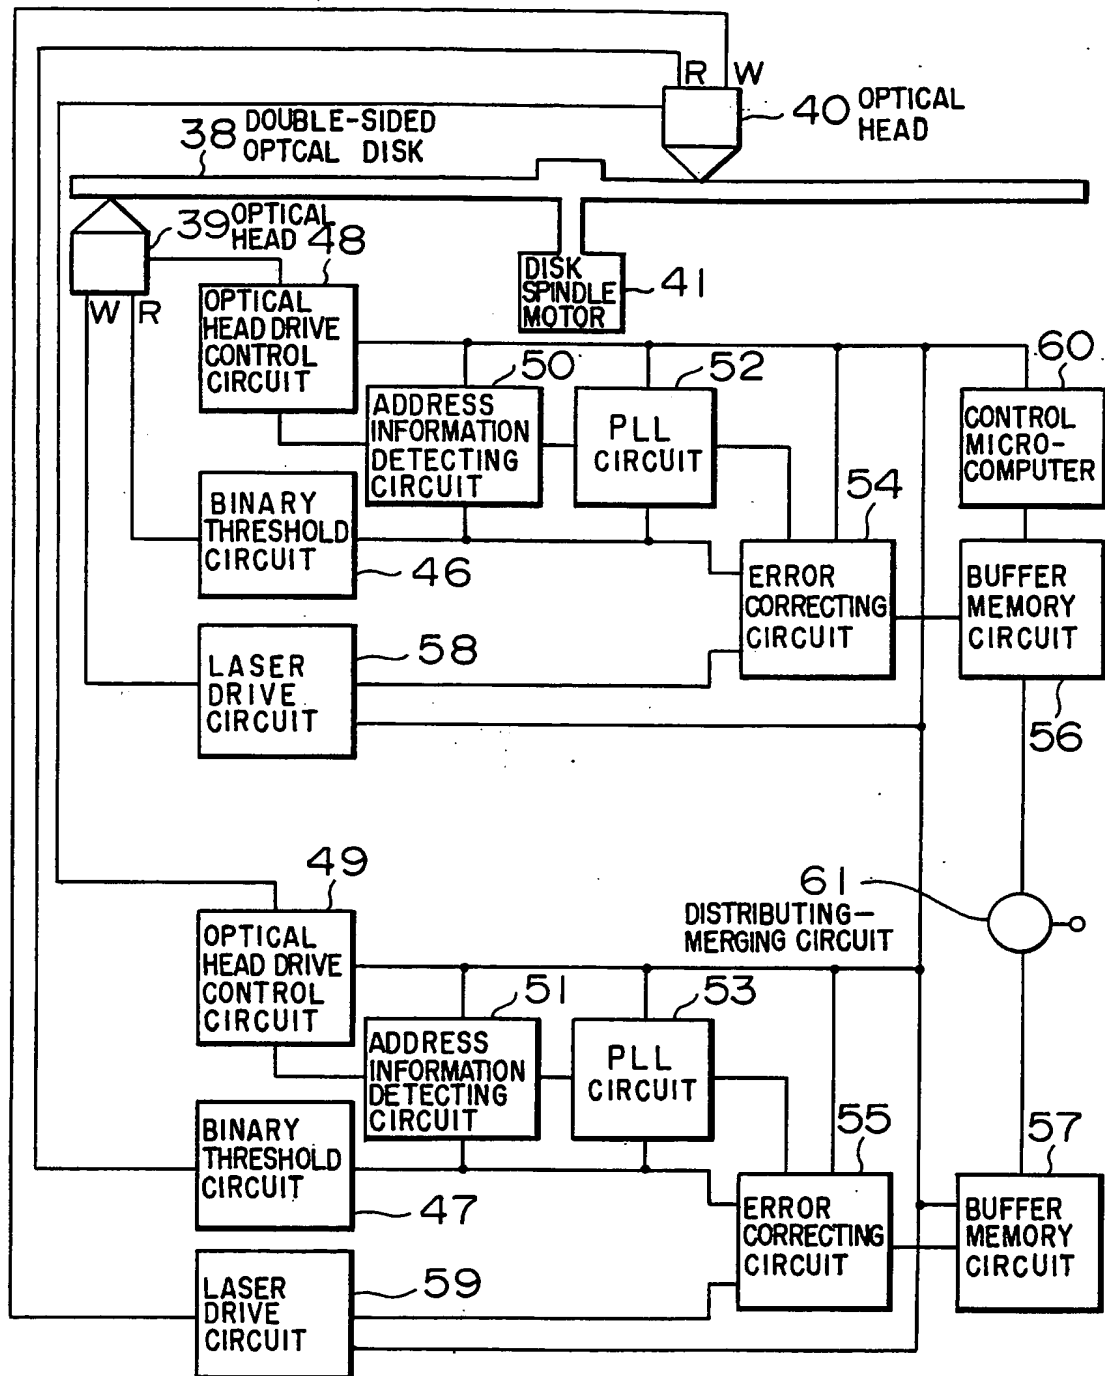 R W
40 OPTICAL
HEAD
38 DOUBLE-SIDED
OPTCAL DISK
39 OPTICAL
HEAD
W R
48
OPTICAL
HEAD DRIVE
CONTROL
CIRCUIT
DISK
SPINDLE
MOTOR
41
50
ADDRESS
INFORMATION
DETECTING
CIRCUIT
52
PLL
CIRCUIT
60
CONTROL
MICRO-
COMPUTER
BINARY
THRESHOLD
CIRCUIT
46
54
ERROR
CORRECTING
CIRCUIT
BUFFER
MEMORY
CIRCUIT
56
58
LASER
DRIVE
CIRCUIT
49
OPTICAL
HEAD DRIVE
CONTROL
CIRCUIT
61
DISTRIBUTING-
MERGING CIRCUIT
51
ADDRESS
INFORMATION
DETECTING
CIRCUIT
53
PLL
CIRCUIT
BINARY
THRESHOLD
CIRCUIT
47
55
ERROR
CORRECTING
CIRCUIT
57
BUFFER
MEMORY
CIRCUIT
59
LASER
DRIVE
CIRCUIT